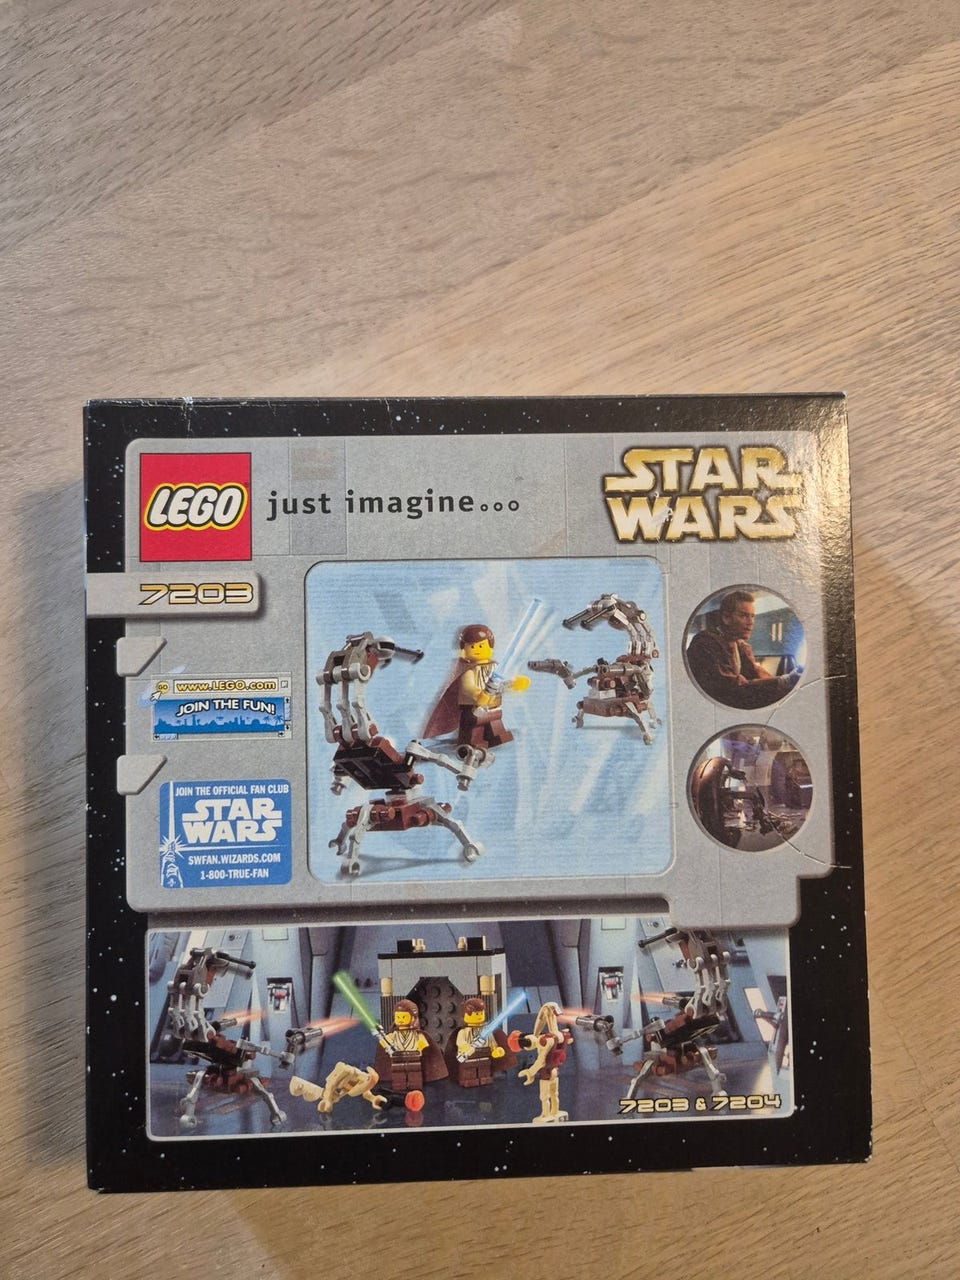 LEGO
just imagine...
STAR
WARS
7203
GO
www.LEGO.com
JOIN THE FUN!
JOIN THE OFFICIAL FAN CLUB
STAR
WARS
SWFAN.WIZARDS.COM
1-800-TRUE-FAN
7203 & 7204